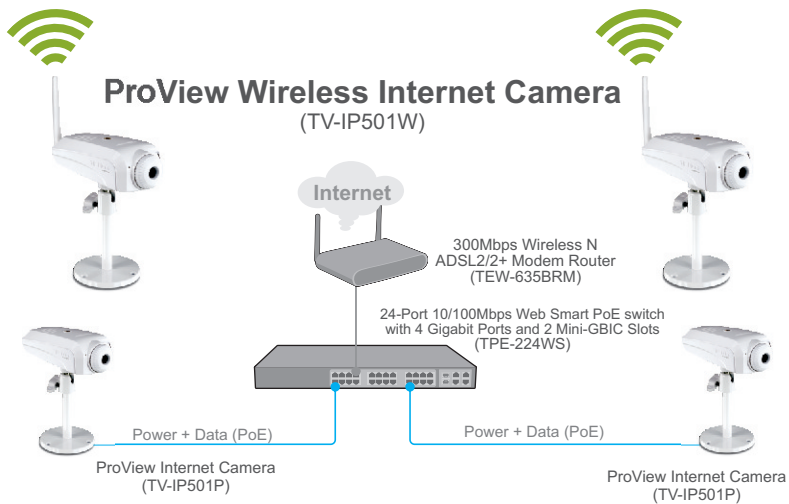 ProView Wireless Internet Camera
(TV-IP501W)
Internet
300Mbps Wireless N
ADSL2/2+ Modem Router
(TEW-635BRM)
24-Port 10/100Mbps Web Smart PoE switch
with 4 Gigabit Ports and 2 Mini-GBIC Slots
(TPE-224WS)
Power + Data (PoE)
Power + Data (PoE)
ProView Internet Camera
(TV-IP501P)
ProView Internet Camera
(TV-IP501P)